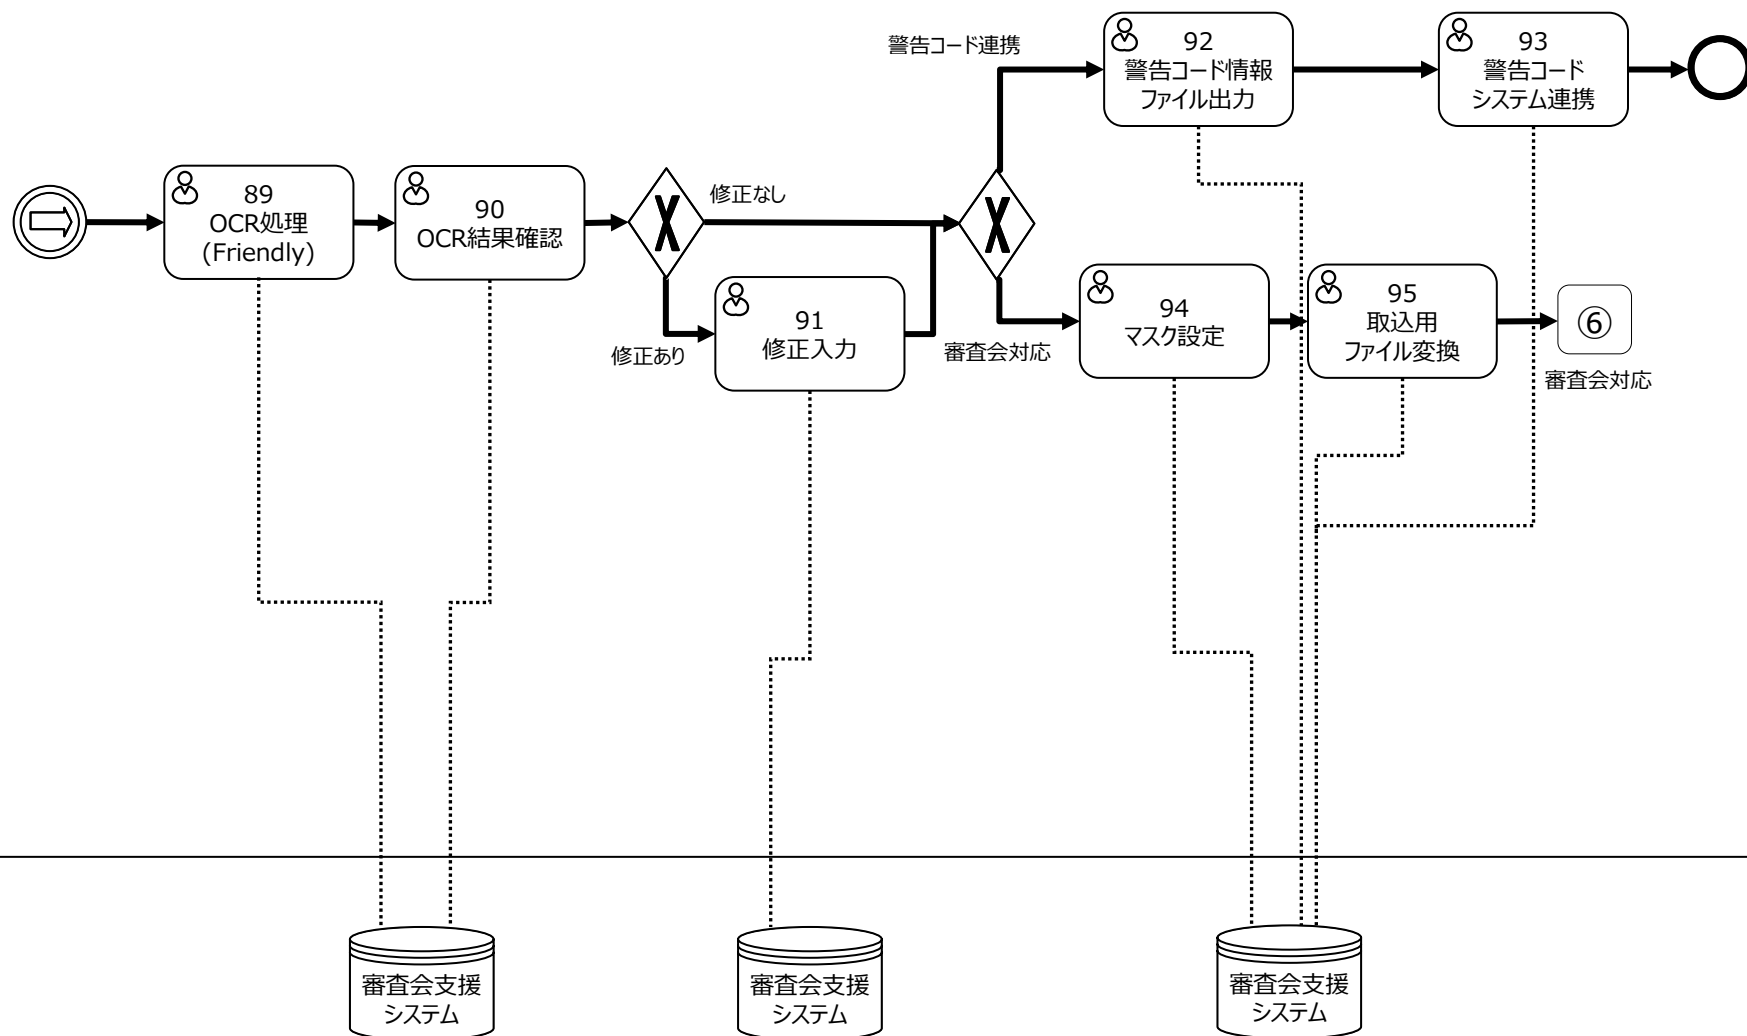 警告コード連携
92
警告コード情報
ファイル出力
93
警告コード
システム連携
89
OCR処理
(Friendly)
90
OCR結果確認
修正なし
修正あり
91
修正入力
審査会対応
94
マスク設定
95
取込用
ファイル変換
⑥
審査会対応
審査会支援
システム
審査会支援
システム
審査会支援
システム